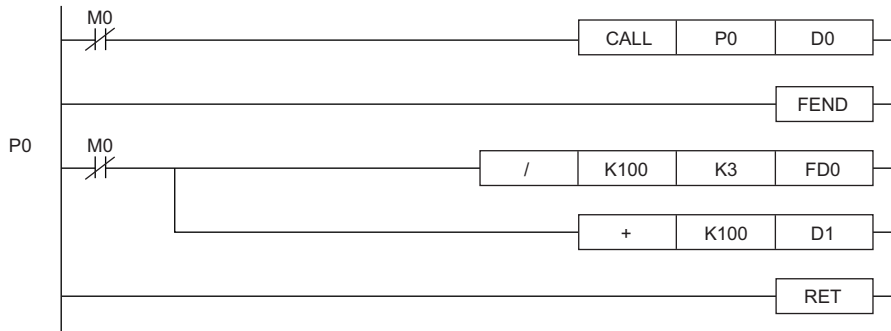 M0
CALL P0 D0
FEND
P0 M0
/ K100 K3 FD0
+ K100 D1
RET